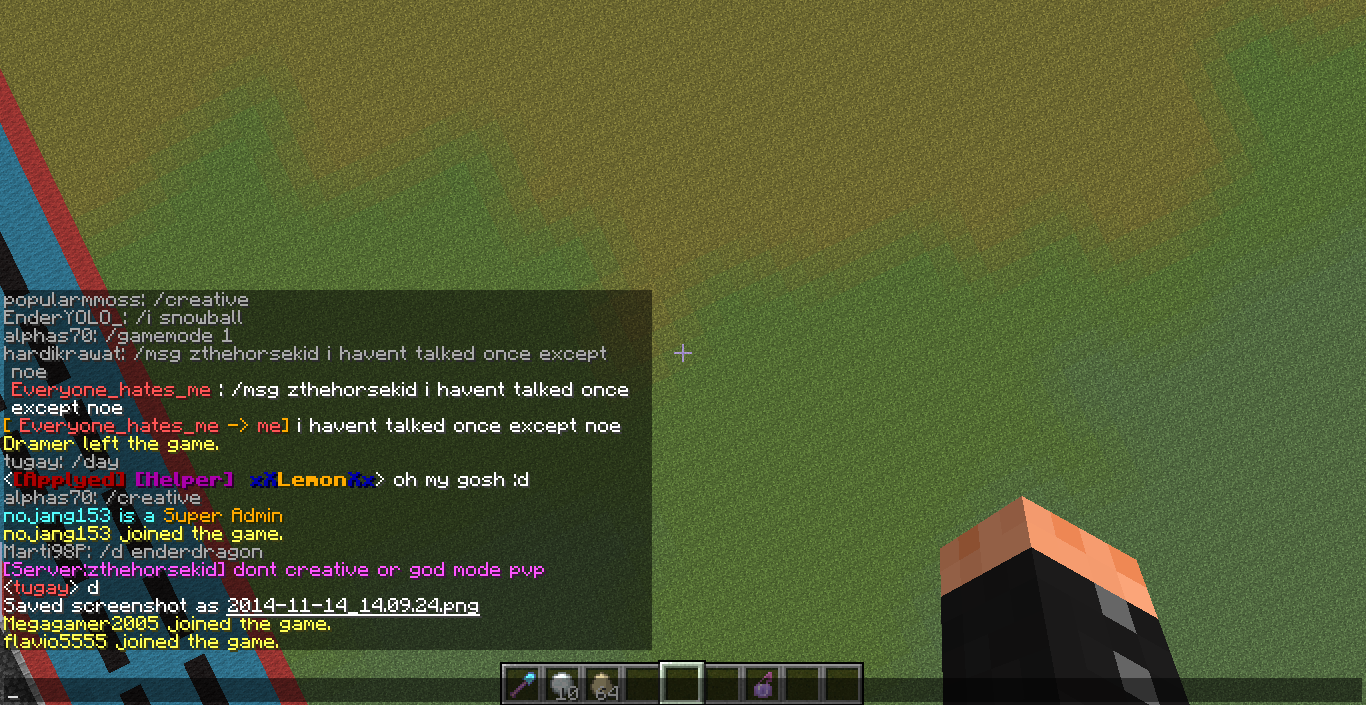 popularmmoss: /creative
EnderYOLO_: /i snowball
alphas70: /gamemode 1
hardikrawat: /msg zthehorsekid i havent talked once except
noe
Everyone_hates_me : /msg zthehorsekid i havent talked once
except noe
[ Everyone_hates_me -> me] i havent talked once except noe
Dramer left the game.
tugay: /day
<[Applyed] [Helper] xXLemonXx> oh my gosh :d
alphas70: /creative
nojang153 is a Super Admin
nojang153 joined the game.
Marti98P: /d enderdragon
[Server:zthehorsekid] dont creative or god mode pvp
<tugay> d
Saved screenshot as 2014-11-14_14.09.24.png
Megagamer2005 joined the game.
flavio5555 joined the game.
10 64
_